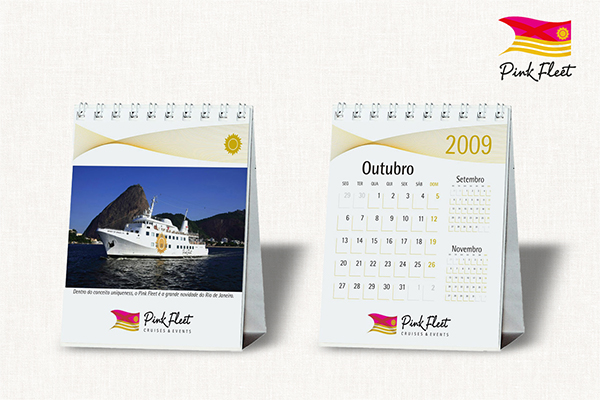 Pink Fleet
Dentro do conceito uniqueness, o Pink Fleet é a grande novidade do Rio de Janeiro.
Pink Fleet
CRUISES & EVENTS
2009
Outubro
SEG TER QUA QUI SEX SÁB DOM
29 30 1 2 3 4 5
6 7 8 9 10 11 12
13 14 15 16 17 18 19
20 21 22 23 24 25 26
27 28 29 30 31 1 2
Setembro
Novembro
Pink Fleet
CRUISES & EVENTS